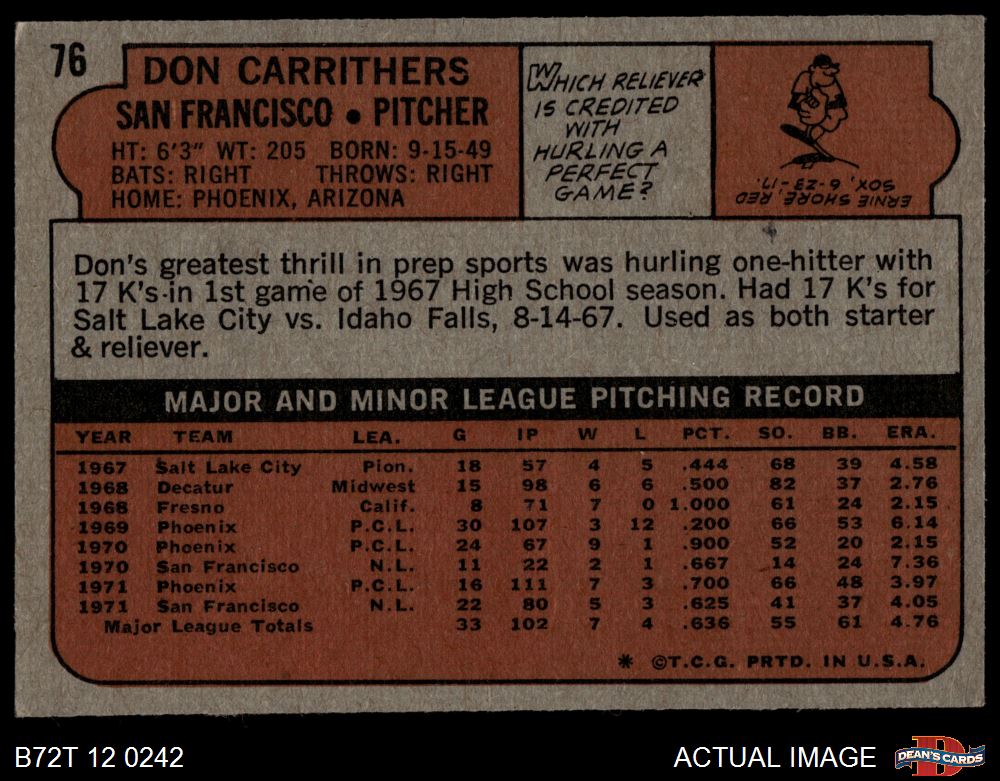 76
DON CARRITHERS
SAN FRANCISCO • PITCHER
HT: 6'3" WT: 205 BORN: 9-15-49
BATS: RIGHT THROWS: RIGHT
HOME: PHOENIX, ARIZONA
WHICH RELIEVER
IS CREDITED
WITH
HURLING A
PERFECT
GAME?
ERNIE SHORE, RED
SOX, 6-23-17.
Don's greatest thrill in prep sports was hurling one-hitter with
17 K's in 1st game of 1967 High School season. Had 17 K's for
Salt Lake City vs. Idaho Falls, 8-14-67. Used as both starter
& reliever.
MAJOR AND MINOR LEAGUE PITCHING RECORD
YEAR TEAM LEA. G IP W L PCT. SO. BB. ERA.
1967 Salt Lake City Pion. 18 57 4 5 .444 68 39 4.58
1968 Decatur Midwest 15 98 6 6 .500 82 37 2.76
1968 Fresno Calif. 8 71 7 0 1.000 61 24 2.15
1969 Phoenix P.C.L. 30 107 3 12 .200 66 53 6.14
1970 Phoenix P.C.L. 24 67 9 1 .900 52 20 2.15
1970 San Francisco N.L. 11 22 2 1 .667 14 24 7.36
1971 Phoenix P.C.L. 16 111 7 3 .700 66 48 3.97
1971 San Francisco N.L. 22 80 5 3 .625 41 37 4.05
Major League Totals 33 102 7 4 .636 55 61 4.76
* ©T.C.G. PRTD. IN U.S.A.
B72T 12 0242
ACTUAL IMAGE
D
DEAN'S CARDS